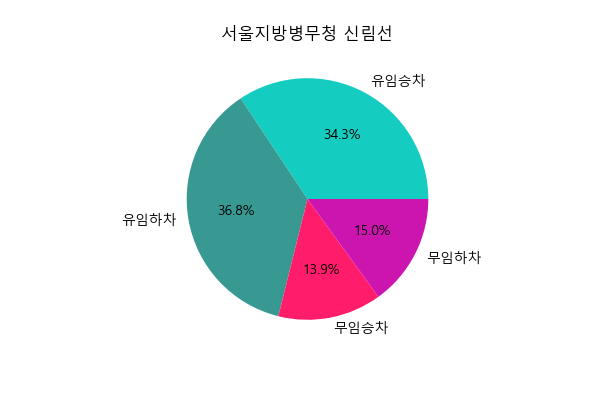 서울지방병무청 신림선
유임승차
34.3%
36.8%
유임하차
15.0%
13.9%
무임하차
무임승차